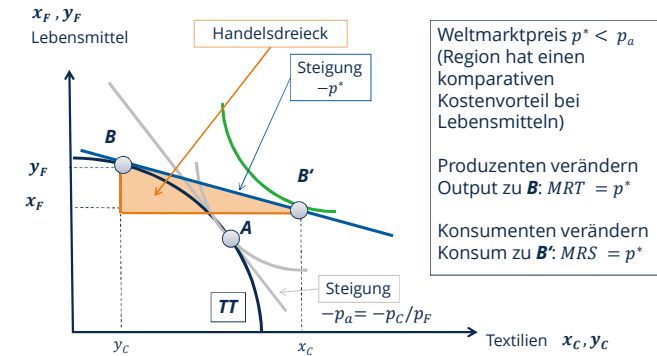 x_F , y_F
Lebensmittel
Handelsdreieck
Steigung
−p*
B
B‘
y_F
x_F
A
TT
Steigung
−p_a= −p_C/p_F
y_C
x_C
Textilien x_C, y_C
Weltmarktpreis p* < p_a
(Region hat einen
komparativen
Kostenvorteil bei
Lebensmitteln)
Produzenten verändern
Output zu B: MRT = p*
Konsumenten verändern
Konsum zu B‘: MRS = p*